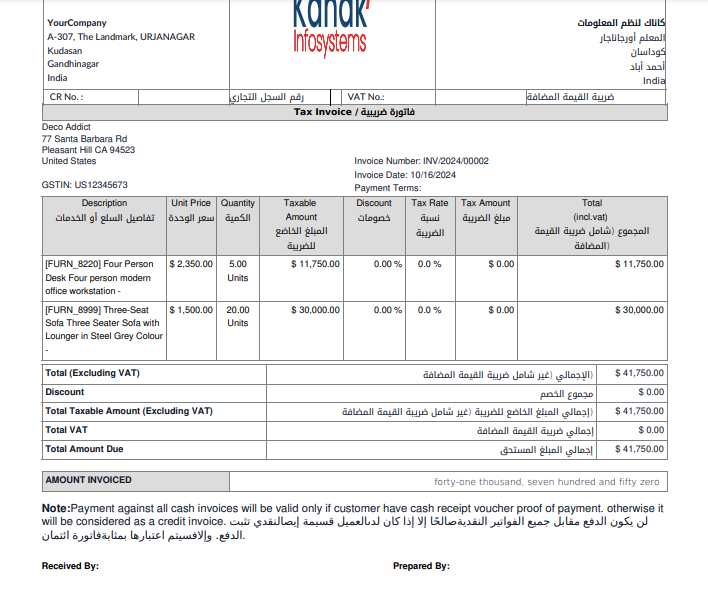 YourCompany
A-307, The Landmark, URJANAGAR
Kudasan
Gandhinagar
India
Kanak
Infosystems
كاناك لنظم المعلومات
المعلم أورجاناجار
كوداسان
أحمد أباد
India
CR No. : رقم السجل التجاري VAT No.: ضريبة القيمة المضافة
Tax Invoice / فاتورة ضريبية
Deco Addict
77 Santa Barbara Rd
Pleasant Hill CA 94523
United States
GSTIN: US12345673
Invoice Number: INV/2024/00002
Invoice Date: 10/16/2024
Payment Terms:
Description Unit Price Quantity Taxable Discount Tax Rate Tax Amount Total
تفاصيل السلع أو الخدمات سعر الوحدة الكمية Amount خصومات نسبة مبلغ الضريبة (incl.vat)
المبلغ الخاضع الضريبة المجموع (شامل ضريبة القيمة
للضريبة المضافة)
[FURN_8220] Four Person $ 2,350.00 5.00 $ 11,750.00 0.00 % 0.0 % $ 0.00 $ 11,750.00
Desk Four person modern Units
office workstation -
[FURN_8999] Three-Seat $ 1,500.00 20.00 $ 30,000.00 0.00 % 0.0 % $ 0.00 $ 30,000.00
Sofa Three Seater Sofa with Units
Lounger in Steel Grey Colour
-
Total (Excluding VAT) الإجمالي (غير شامل ضريبة القيمة المضافة) $ 41,750.00
Discount مجموع الخصم $ 0.00
Total Taxable Amount (Excluding VAT) إجمالي المبلغ الخاضع للضريبة (غير شامل ضريبة القيمة المضافة) $ 41,750.00
Total VAT إجمالي ضريبة القيمة المضافة $ 0.00
Total Amount Due إجمالي المبلغ المستحق $ 41,750.00
AMOUNT INVOICED forty-one thousand, seven hundred and fifty zero
Note:Payment against all cash invoices will be valid only if customer have cash receipt voucher proof of payment. otherwise it
will be considered as a credit invoice. لن يكون الدفع مقابل جميع الفواتير النقديةصالحًا إلا إذا كان لدىالعميل قسيمة إيصالنقدي تثبت
الدفع. وإلافسيتم اعتبارها بمثابةفاتورة ائتمان.
Received By: Prepared By: